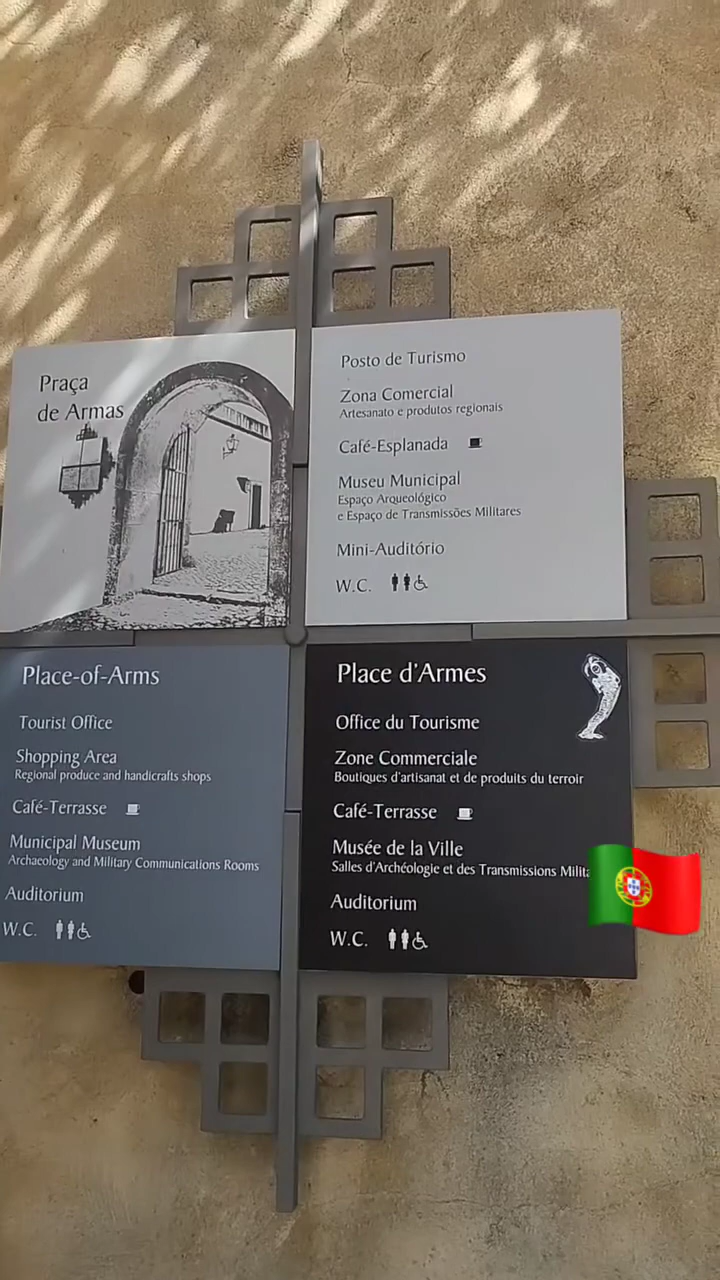 Praça
de Armas
Posto de Turismo
Zona Comercial
Artesanato e produtos regionais
Café-Esplanada
Museu Municipal
Espaço Arqueológico
e Espaço de Transmissões Militares
Mini-Auditório
W.C.
Place-of-Arms
Tourist Office
Shopping Area
Regional produce and handicrafts shops
Café-Terrasse
Municipal Museum
Archaeology and Military Communications Rooms
Auditorium
W.C.
Place d'Armes
Office du Tourisme
Zone Commerciale
Boutiques d'artisanat et de produits du terroir
Café-Terrasse
Musée de la Ville
Salles d'Archéologie et des Transmissions Milita
Auditorium
W.C.